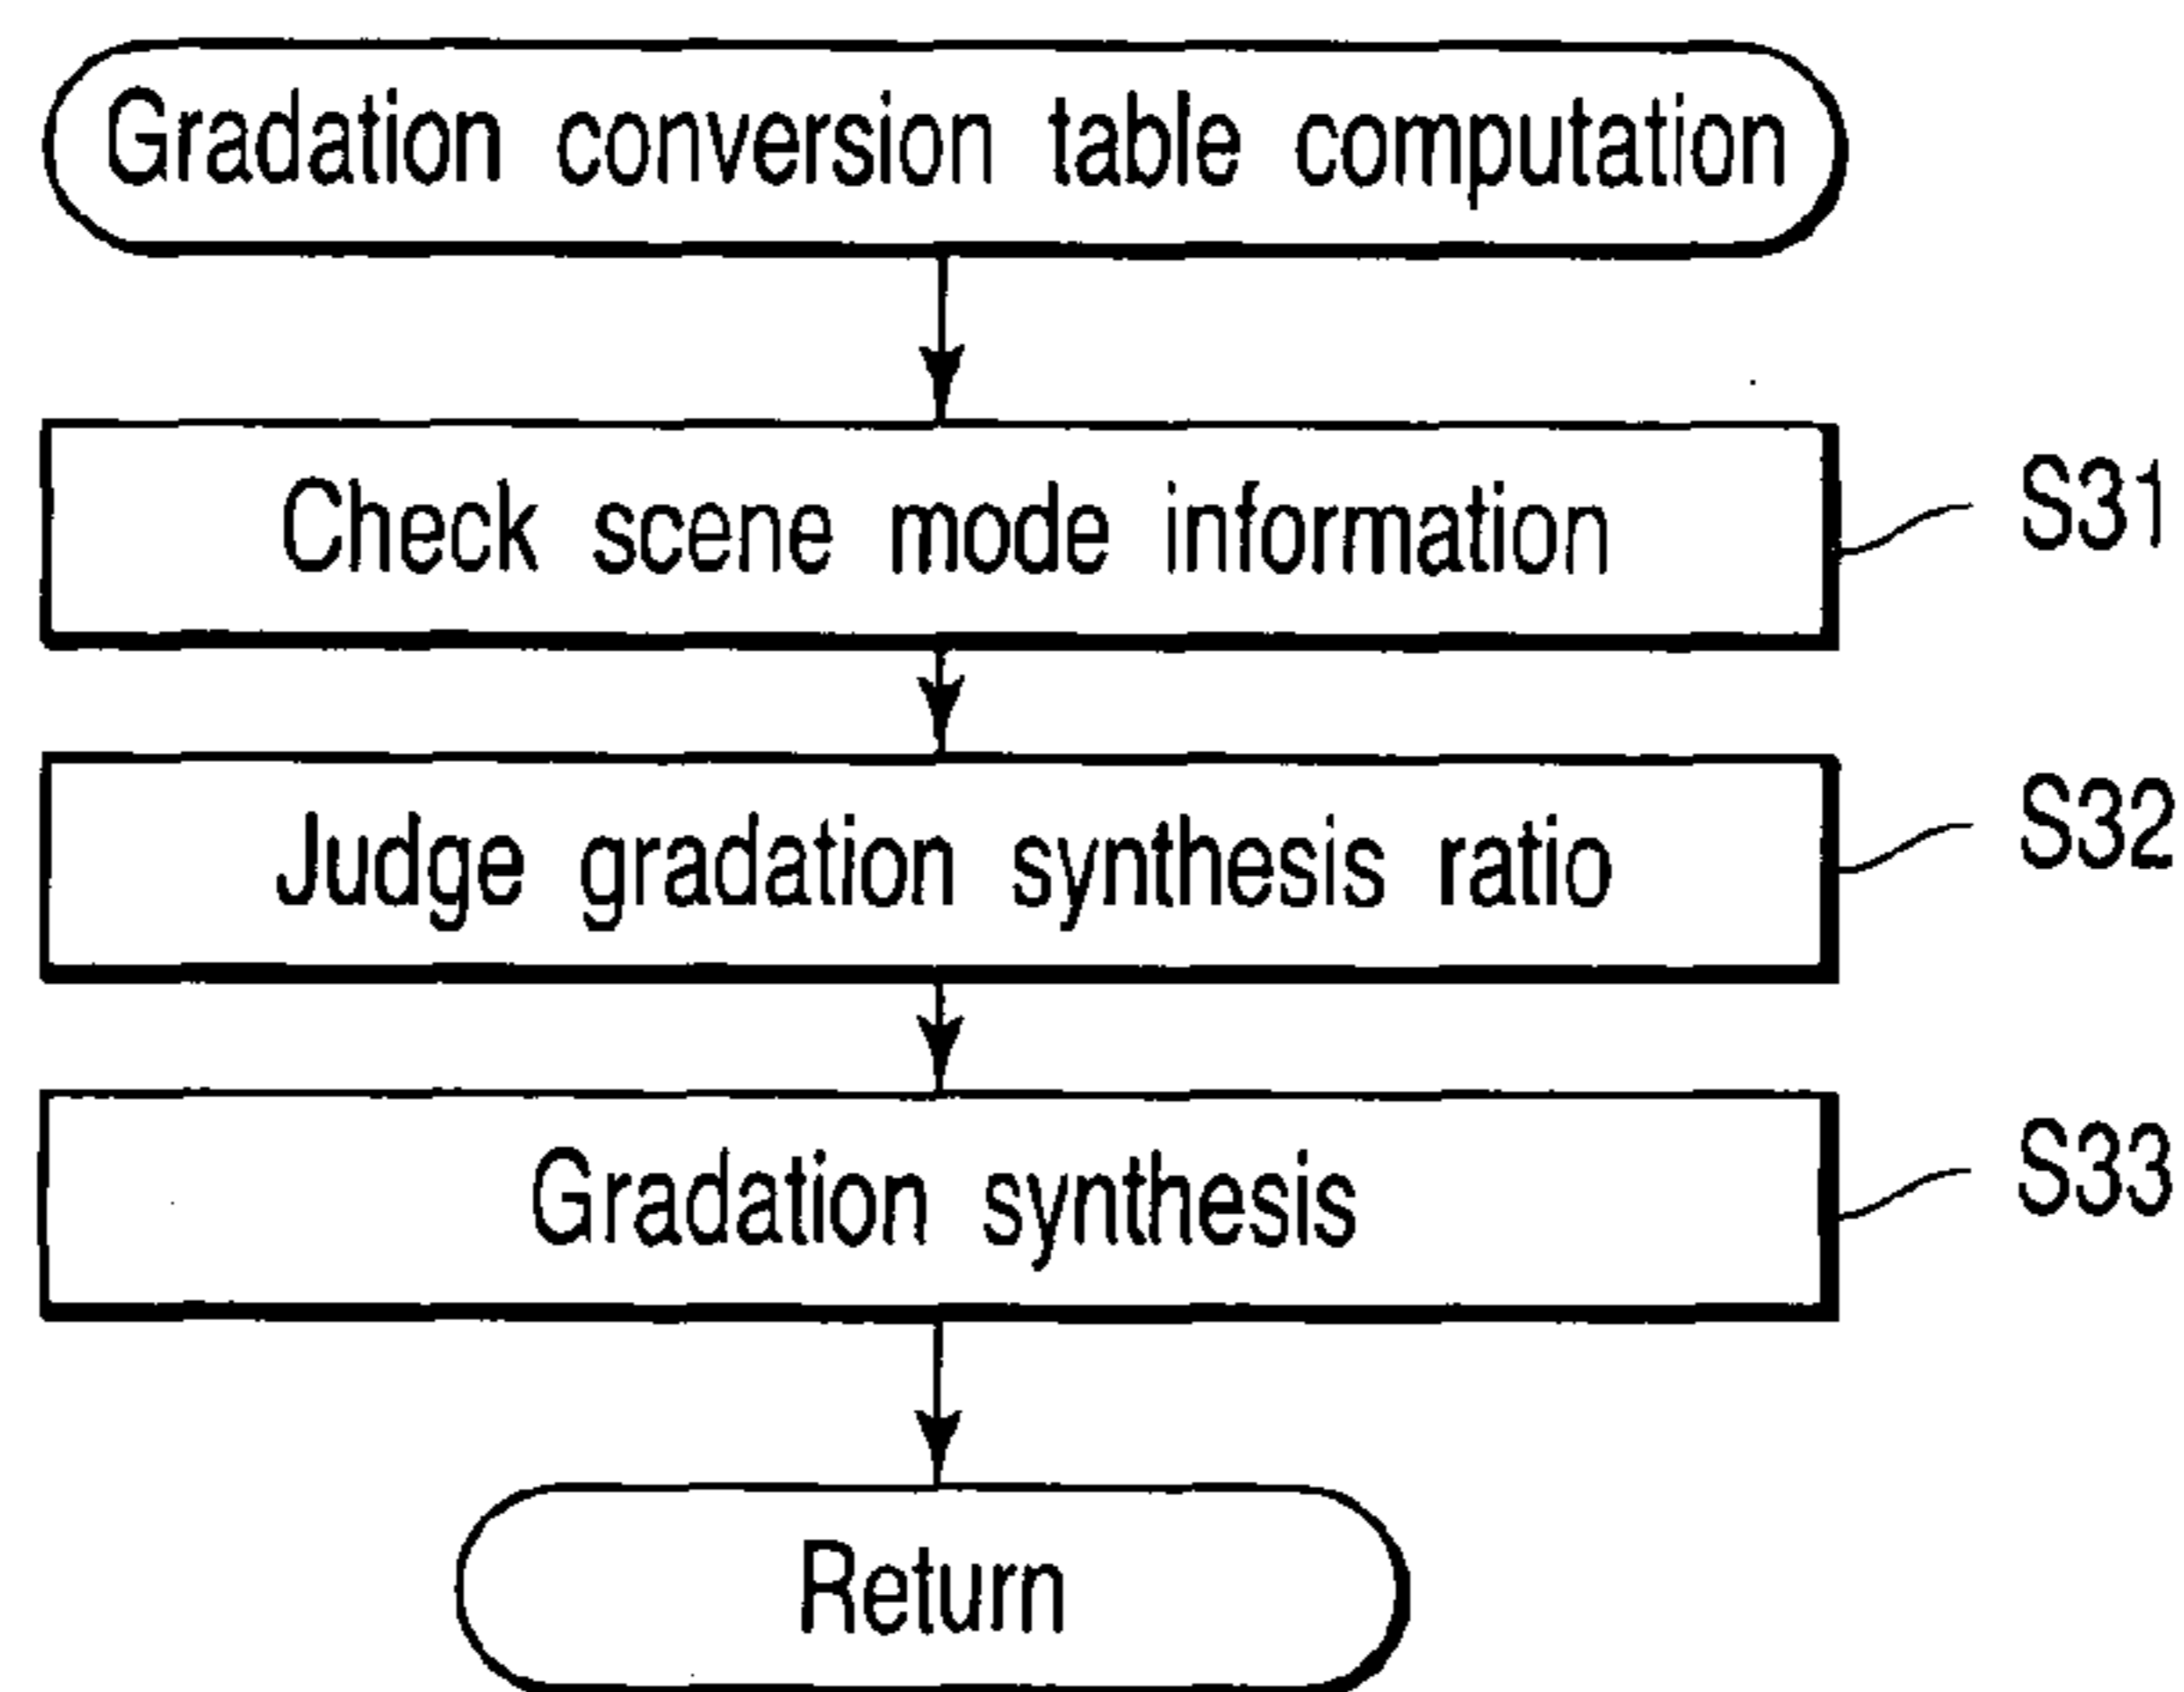 Gradation conversion table computation
Check scene mode information
S31
Judge gradation synthesis ratio
S32
Gradation synthesis
S33
Return